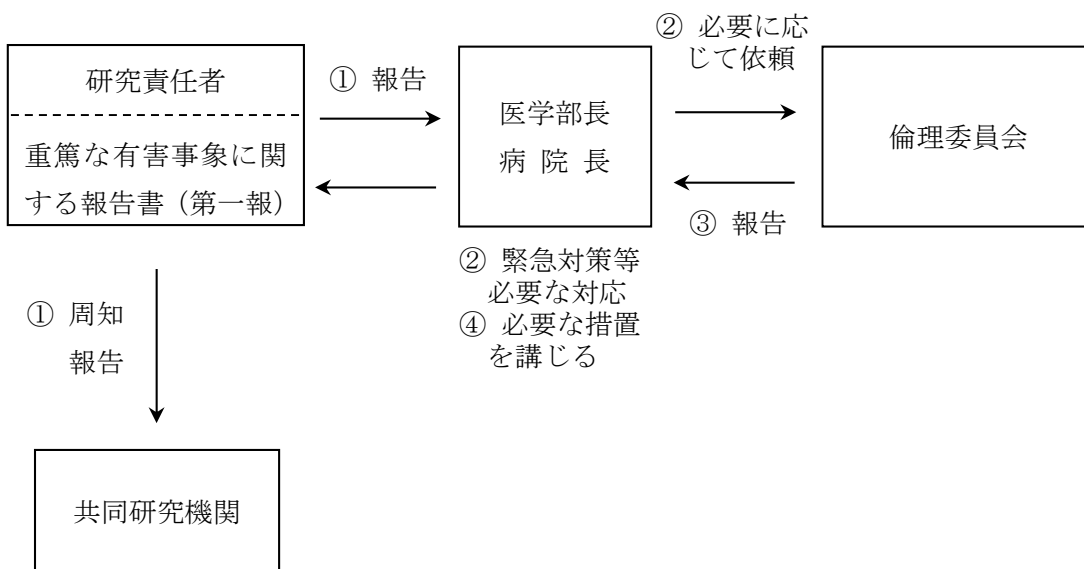 研究責任者
重篤な有害事象に関
する報告書（第一報）
① 報告
医学部長
病 院 長
② 必要に応
じて依頼
倫理委員会
③ 報告
② 緊急対策等
必要な対応
④ 必要な措置
を講じる
① 周知
報告
共同研究機関